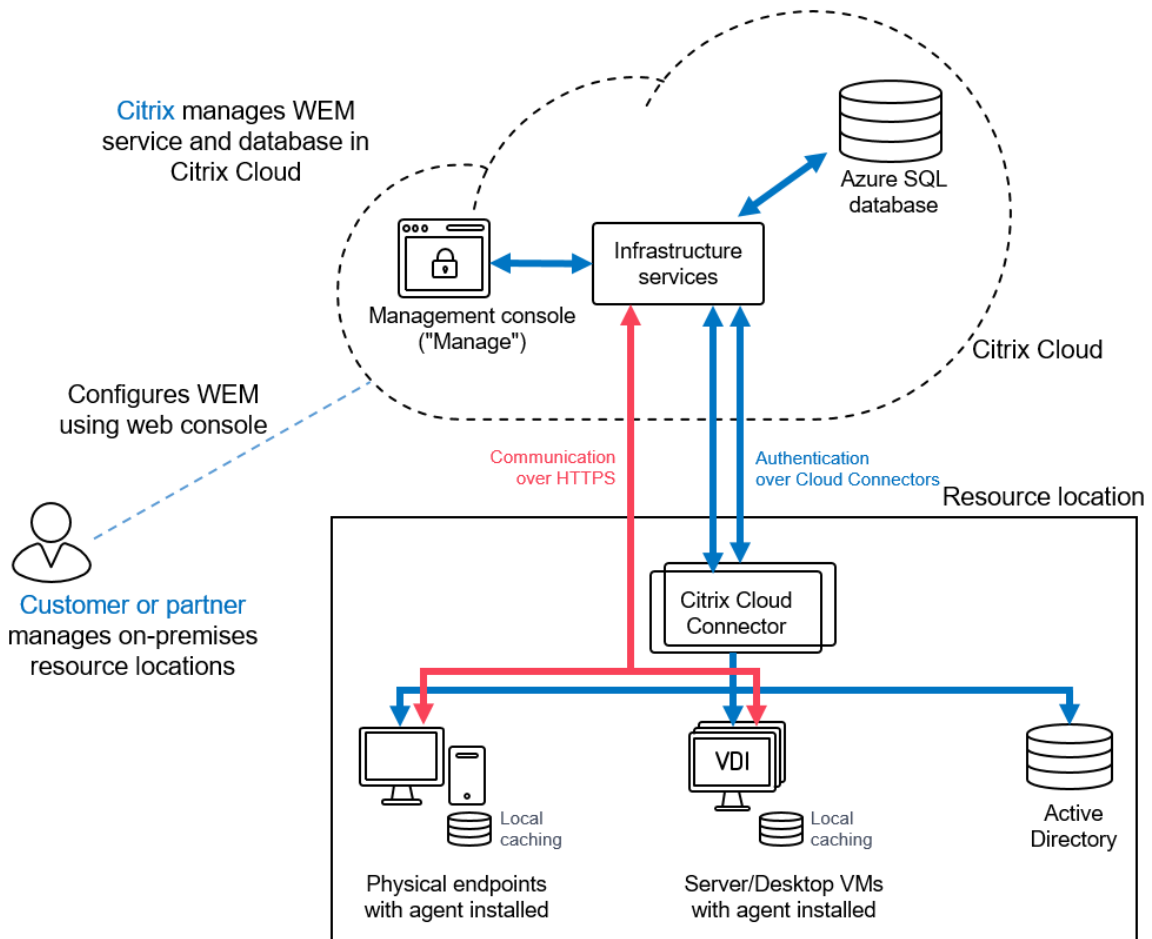 Citrix manages WEM
service and database in
Citrix Cloud
Azure SQL
database
Infrastructure
services
Management console
("Manage")
Citrix Cloud
Configures WEM
using web console
Communication
over HTTPS
Authentication
over Cloud Connectors
Resource location
Customer or partner
manages on-premises
resource locations
Citrix Cloud
Connector
VDI
Local
caching
Local
caching
Active
Directory
Physical endpoints
with agent installed
Server/Desktop VMs
with agent installed